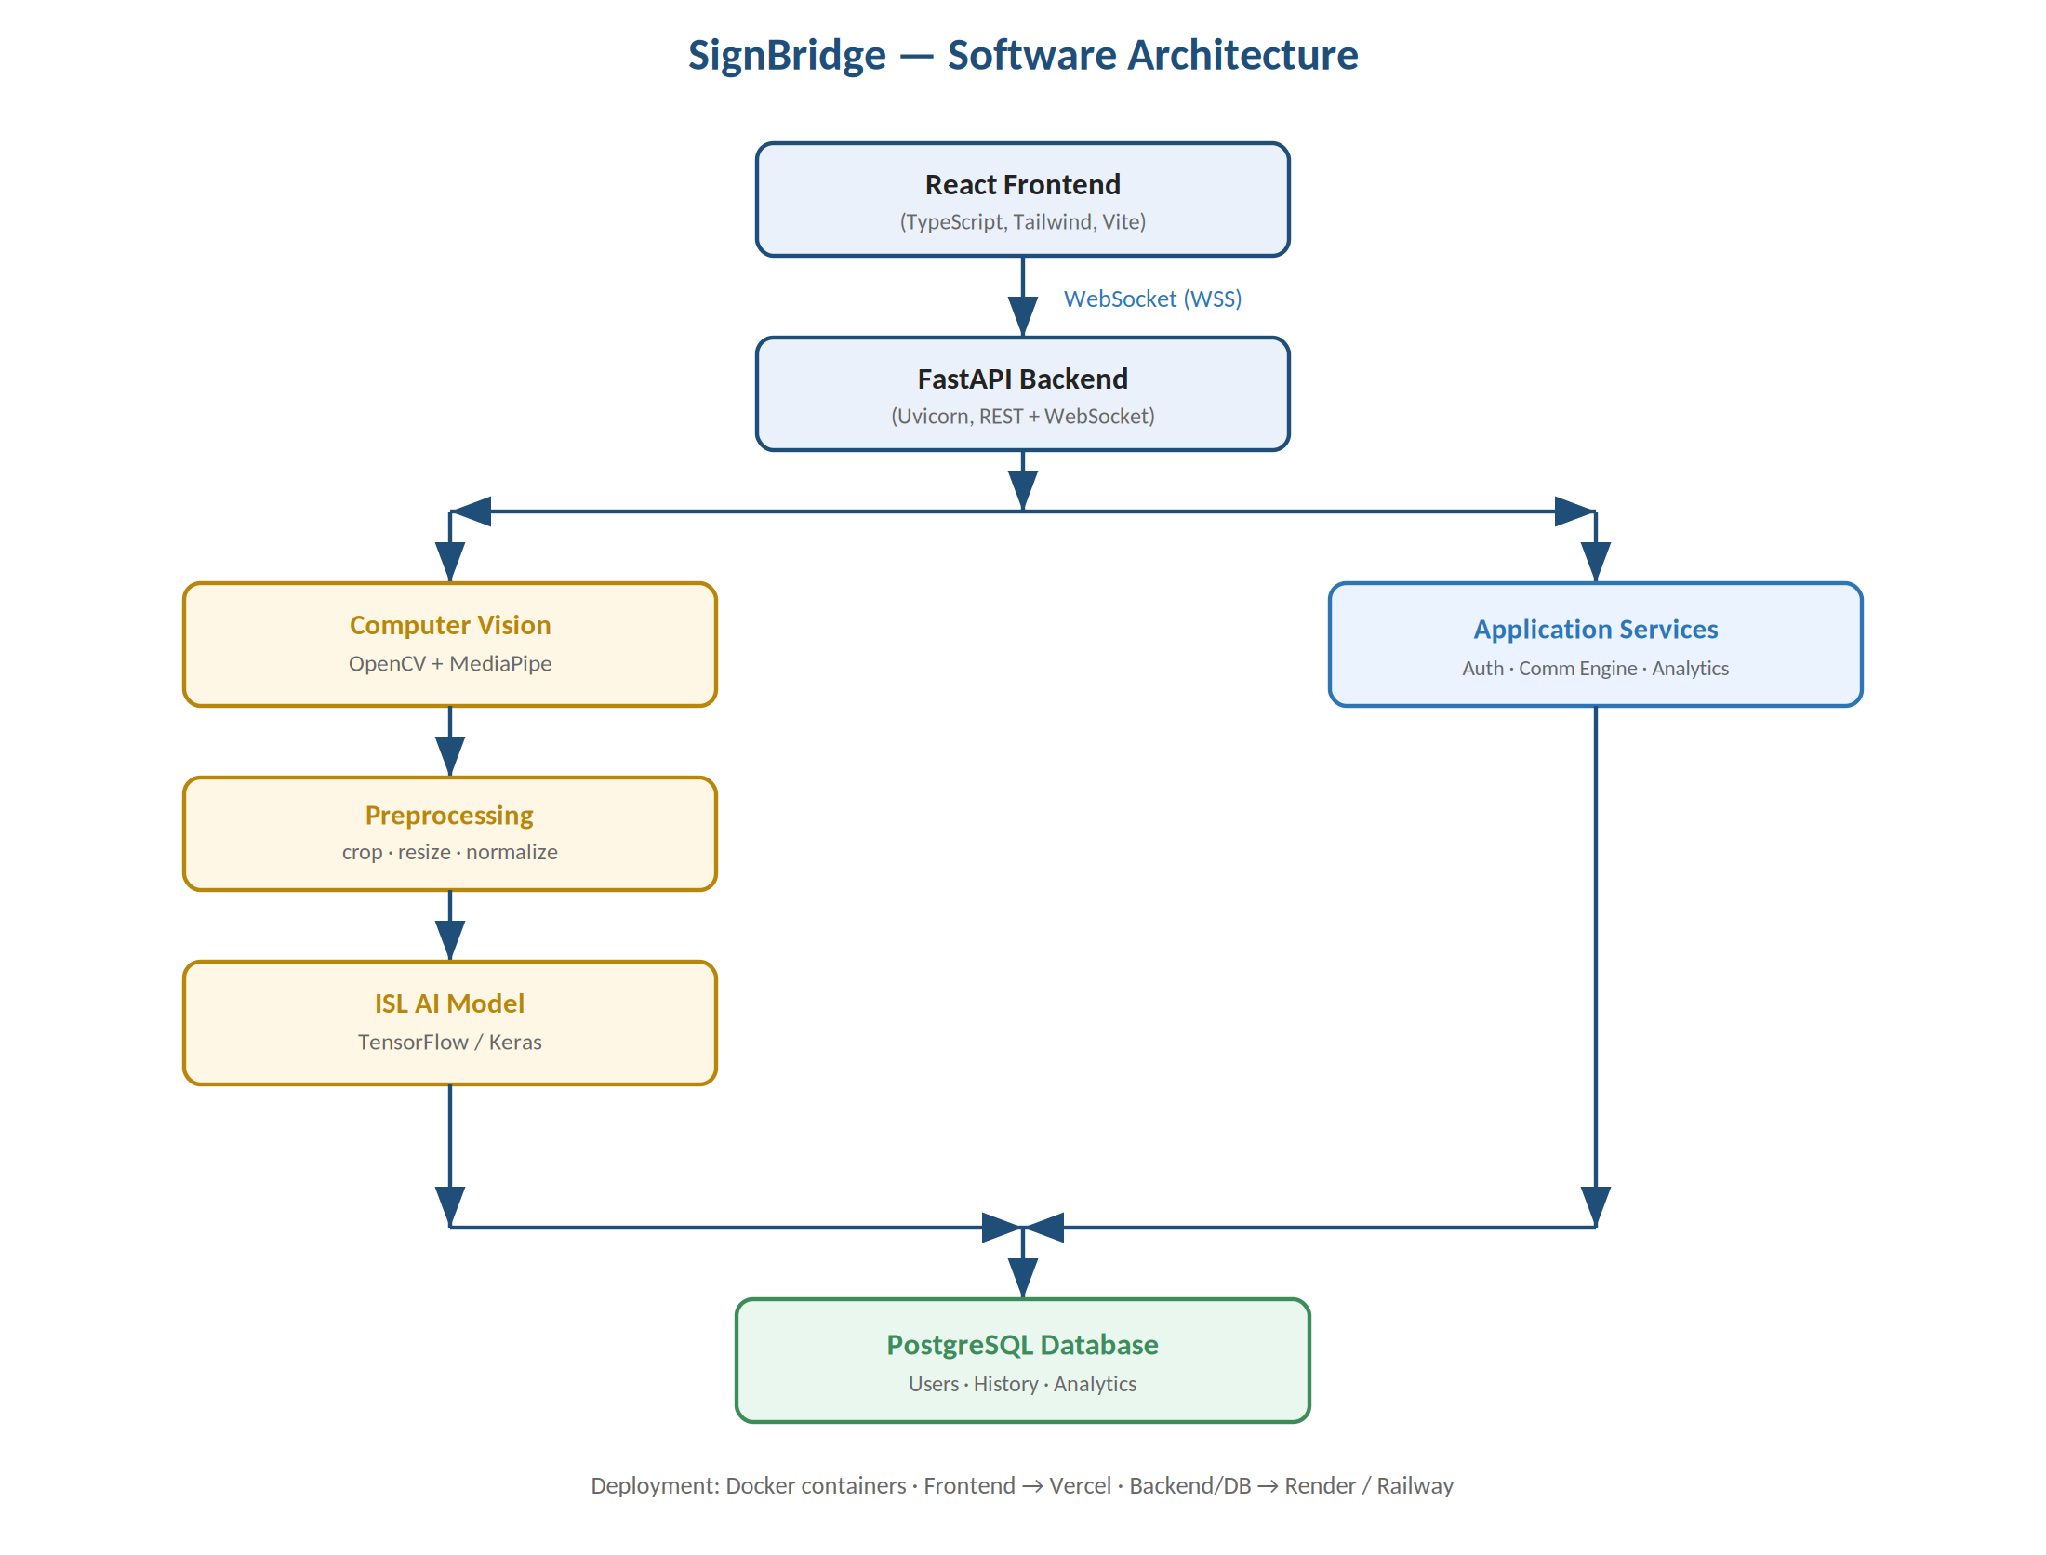 SignBridge — Software Architecture
React Frontend
(TypeScript, Tailwind, Vite)
WebSocket (WSS)
FastAPI Backend
(Uvicorn, REST + WebSocket)
Computer Vision
OpenCV + MediaPipe
Application Services
Auth · Comm Engine · Analytics
Preprocessing
crop · resize · normalize
ISL AI Model
TensorFlow / Keras
PostgreSQL Database
Users · History · Analytics
Deployment: Docker containers · Frontend → Vercel · Backend/DB → Render / Railway